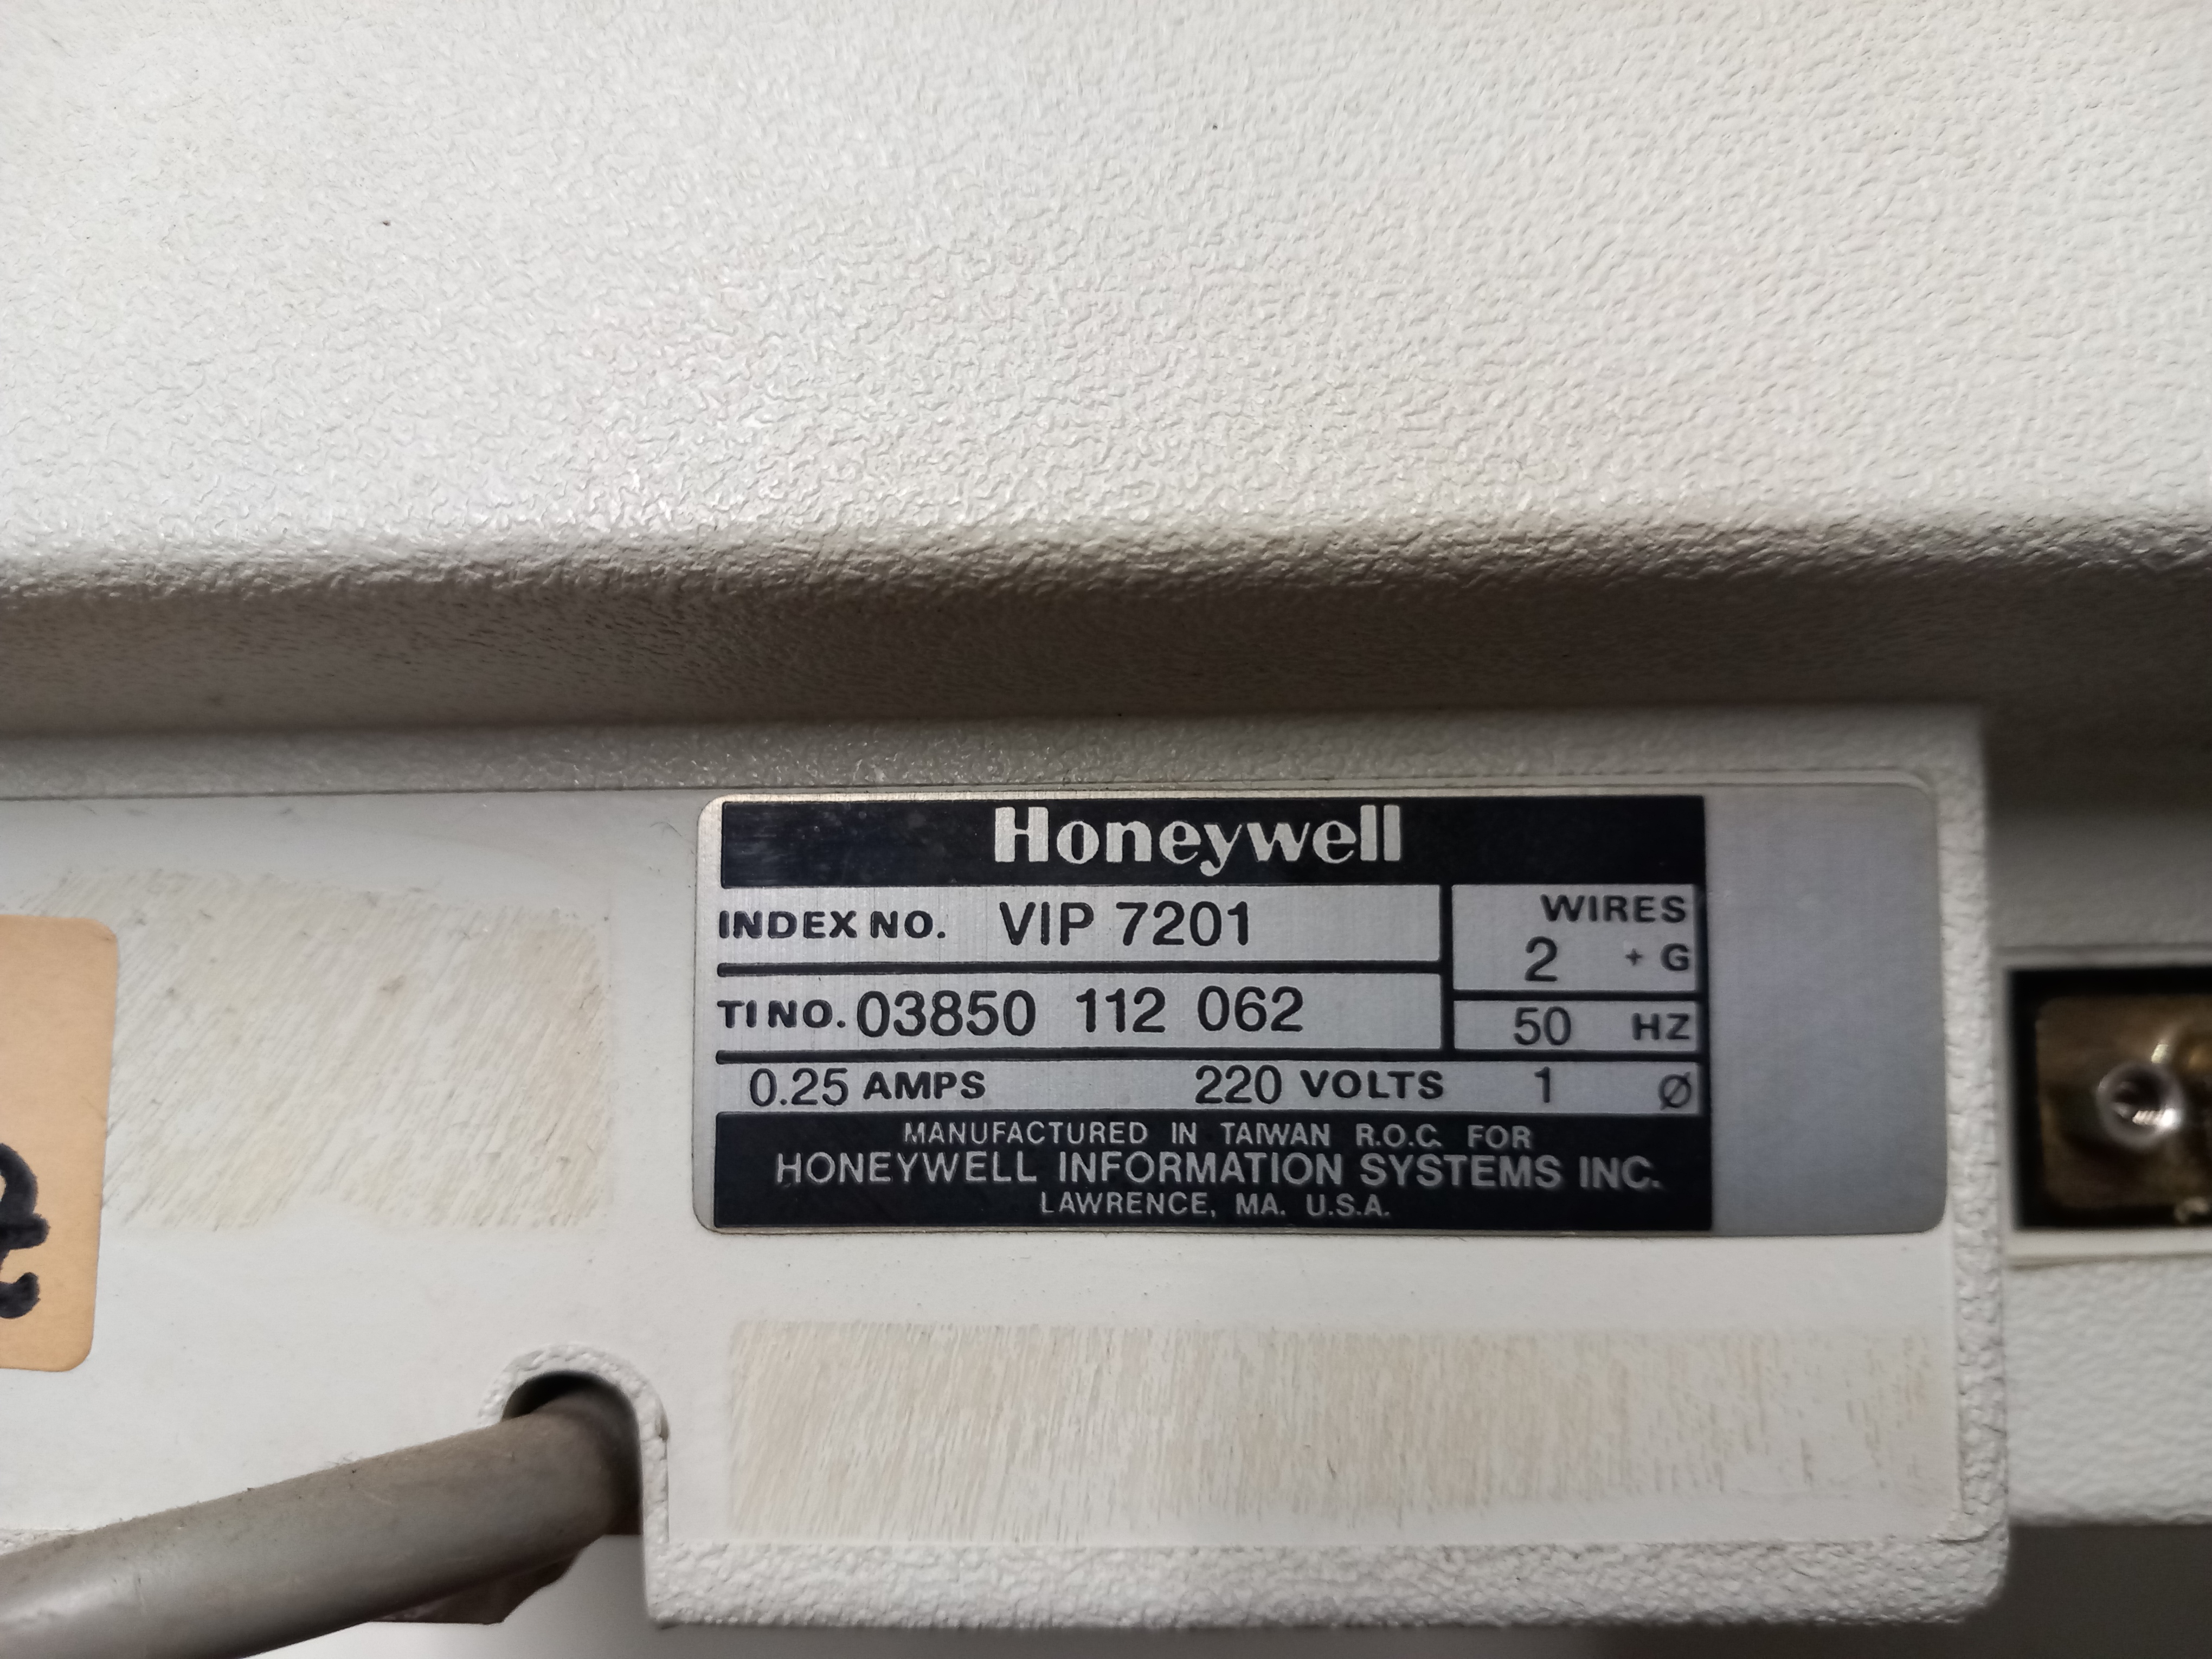 Honeywell
INDEX NO. VIP 7201
WIRES
2 + G
TI NO. 03850 112 062
50 HZ
0.25 AMPS 220 VOLTS 1 Ø
MANUFACTURED IN TAIWAN R.O.C. FOR
HONEYWELL INFORMATION SYSTEMS INC.
LAWRENCE, MA. U.S.A.